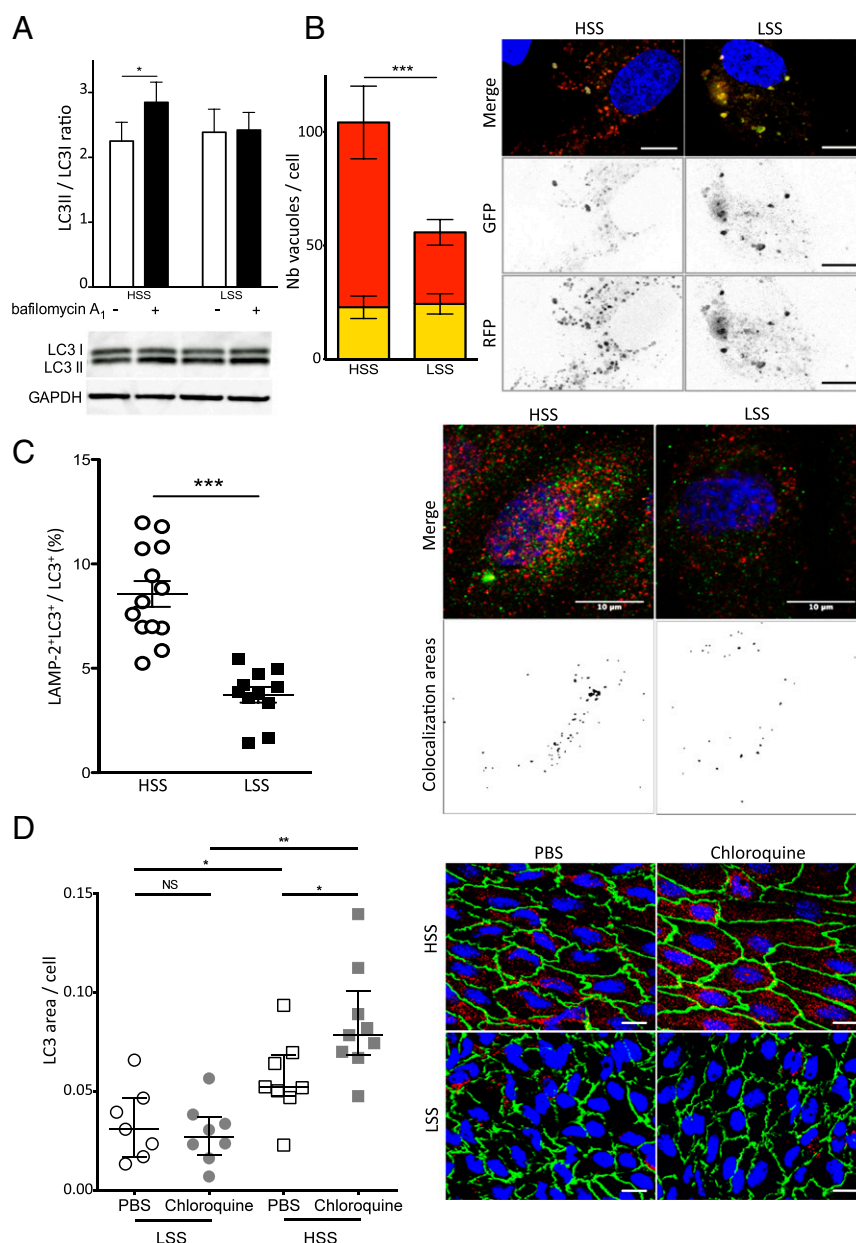 A
LC3II / LC3I ratio
3
2
1
0
*
HSS
LSS
bafilomycin A1
- + - +
LC3 I
LC3 II
GAPDH
B
Nb vacuoles / cell
100
50
0
***
HSS
LSS
HSS
LSS
Merge
GFP
RFP
C
LAMP-2+LC3+ / LC3+ (%)
15
10
5
0
***
HSS
LSS
HSS
LSS
Merge
10 µm
10 µm
Colocalization areas
D
LC3 area / cell
0.15
0.10
0.05
0.00
**
*
NS
*
PBS
Chloroquine
PBS
Chloroquine
LSS
HSS
PBS
Chloroquine
HSS
LSS